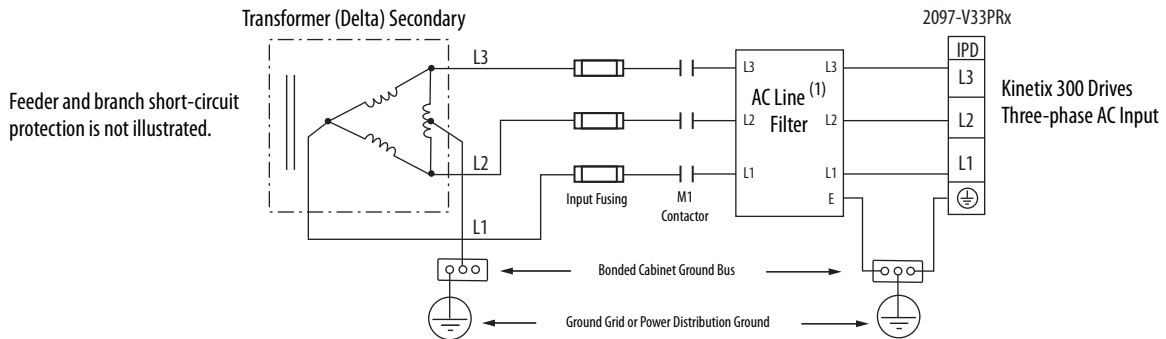 Transformer (Delta) Secondary
2097-V33PRx
Feeder and branch short-circuit
protection is not illustrated.
L3
L2
L1
Input Fusing
M1
Contactor
L3
L2
L1
AC Line (1)
Filter
L3
L2
L1
E
IPD
L3
L2
L1
Kinetix 300 Drives
Three-phase AC Input
Bonded Cabinet Ground Bus
Ground Grid or Power Distribution Ground